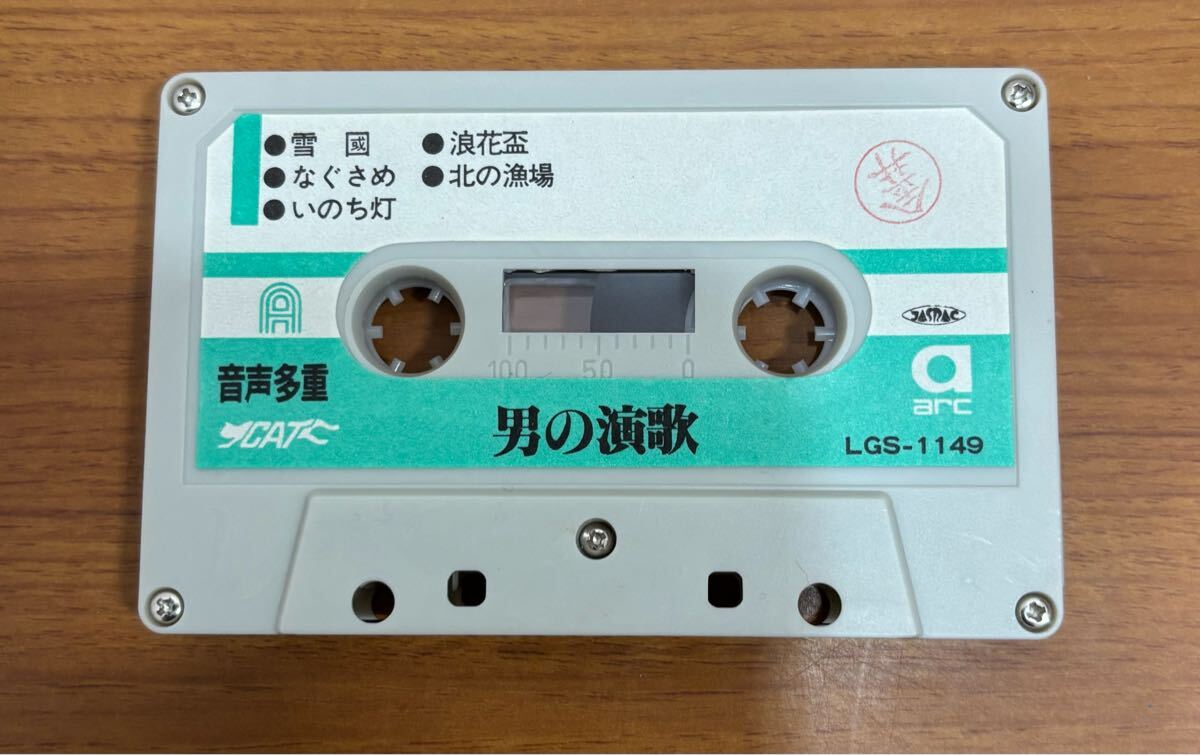 ●雪 國
●なぐさめ
●いのち灯
●浪花盃
●北の漁場
A
音声多重
CAT
JASRAC
a
arc
100 50 0
男の演歌
LGS-1149